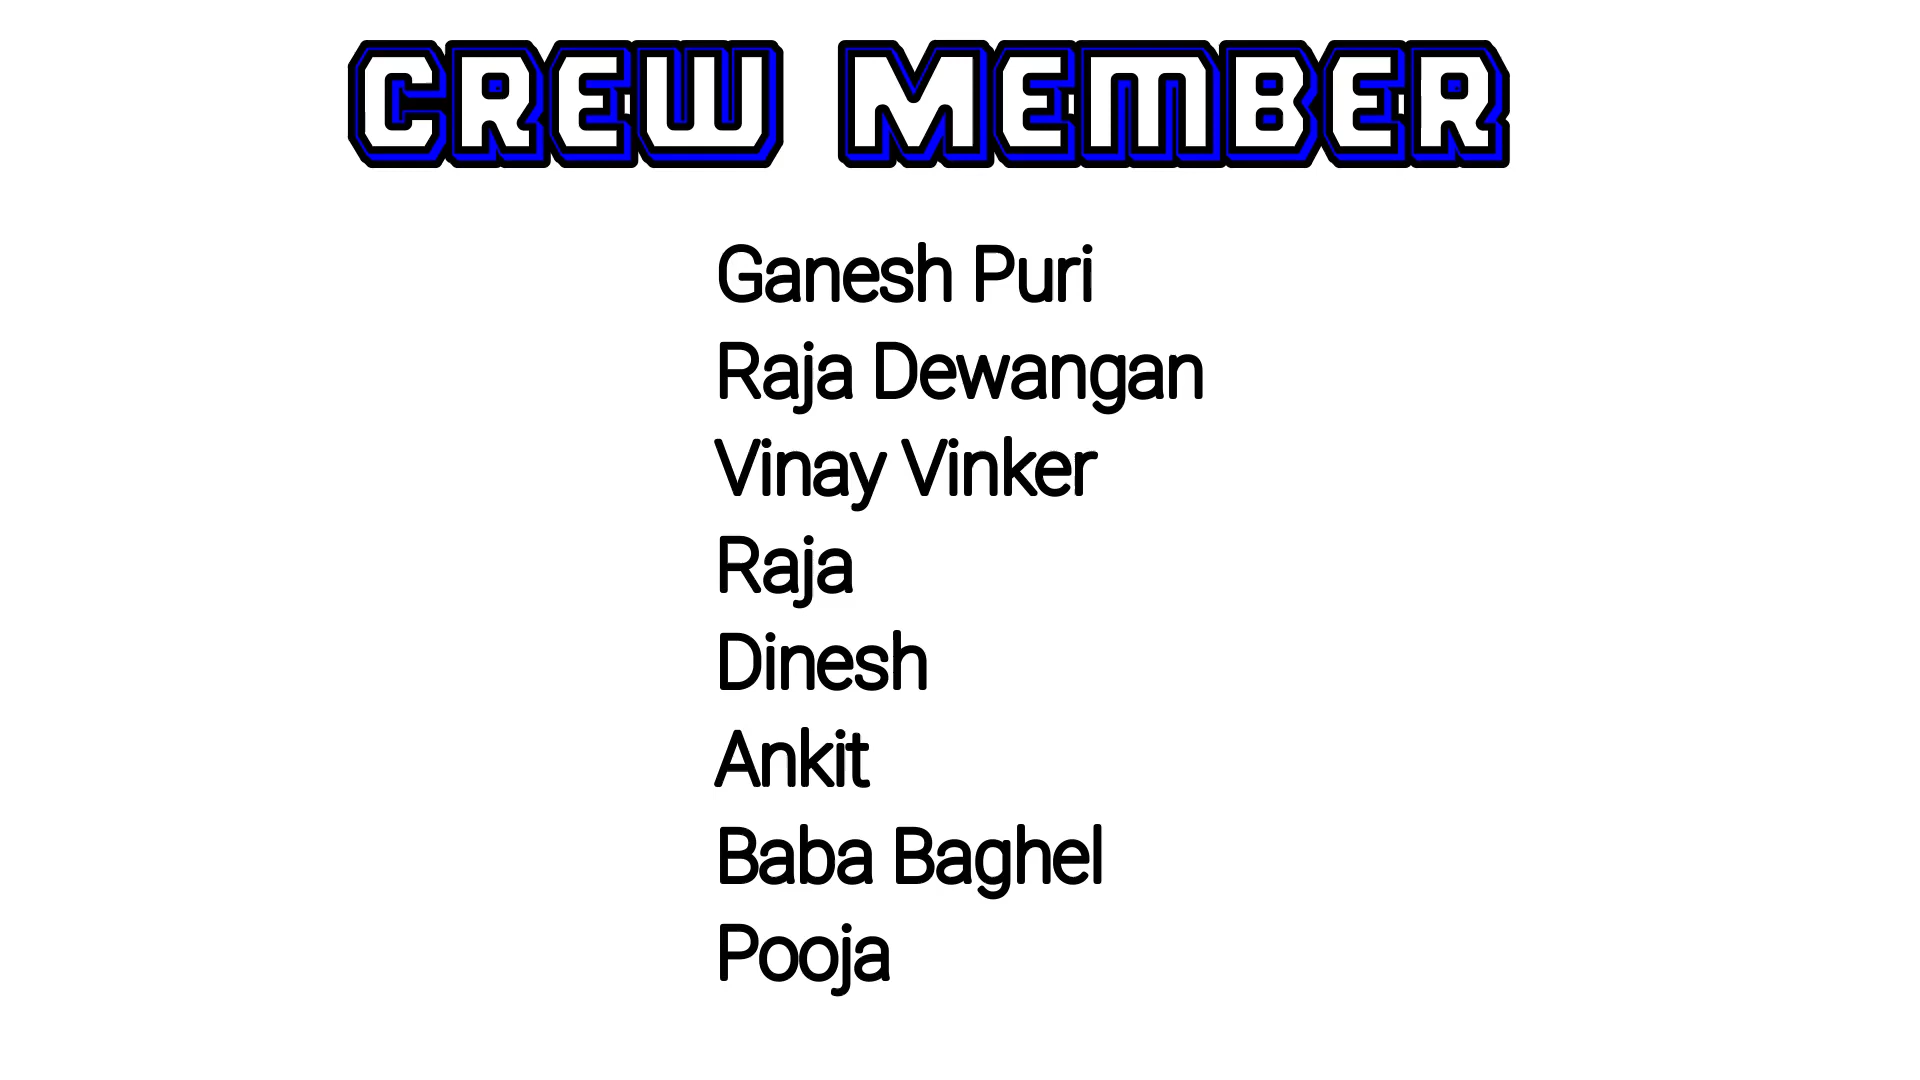 CREW MEMBER
Ganesh Puri
Raja Dewangan
Vinay Vinker
Raja
Dinesh
Ankit
Baba Baghel
Pooja